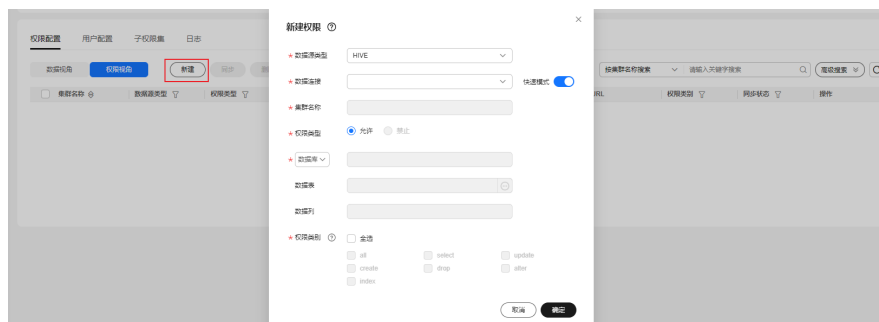 新建权限
权限配置 用户配置 子权限集 日志
* 数据源类型 HIVE
数据视角 权限视角 新建 同步
按集群名称搜索 请输入关键字搜索 高级搜索
* 数据连接 快速模式
集群名称 数据源类型 权限类型
URL 权限类别 同步状态 操作
* 集群名称
* 权限类型 允许 禁止
* 数据库
数据表
数据列
* 权限类别 全选
all select update
create drop alter
index
取消 确定